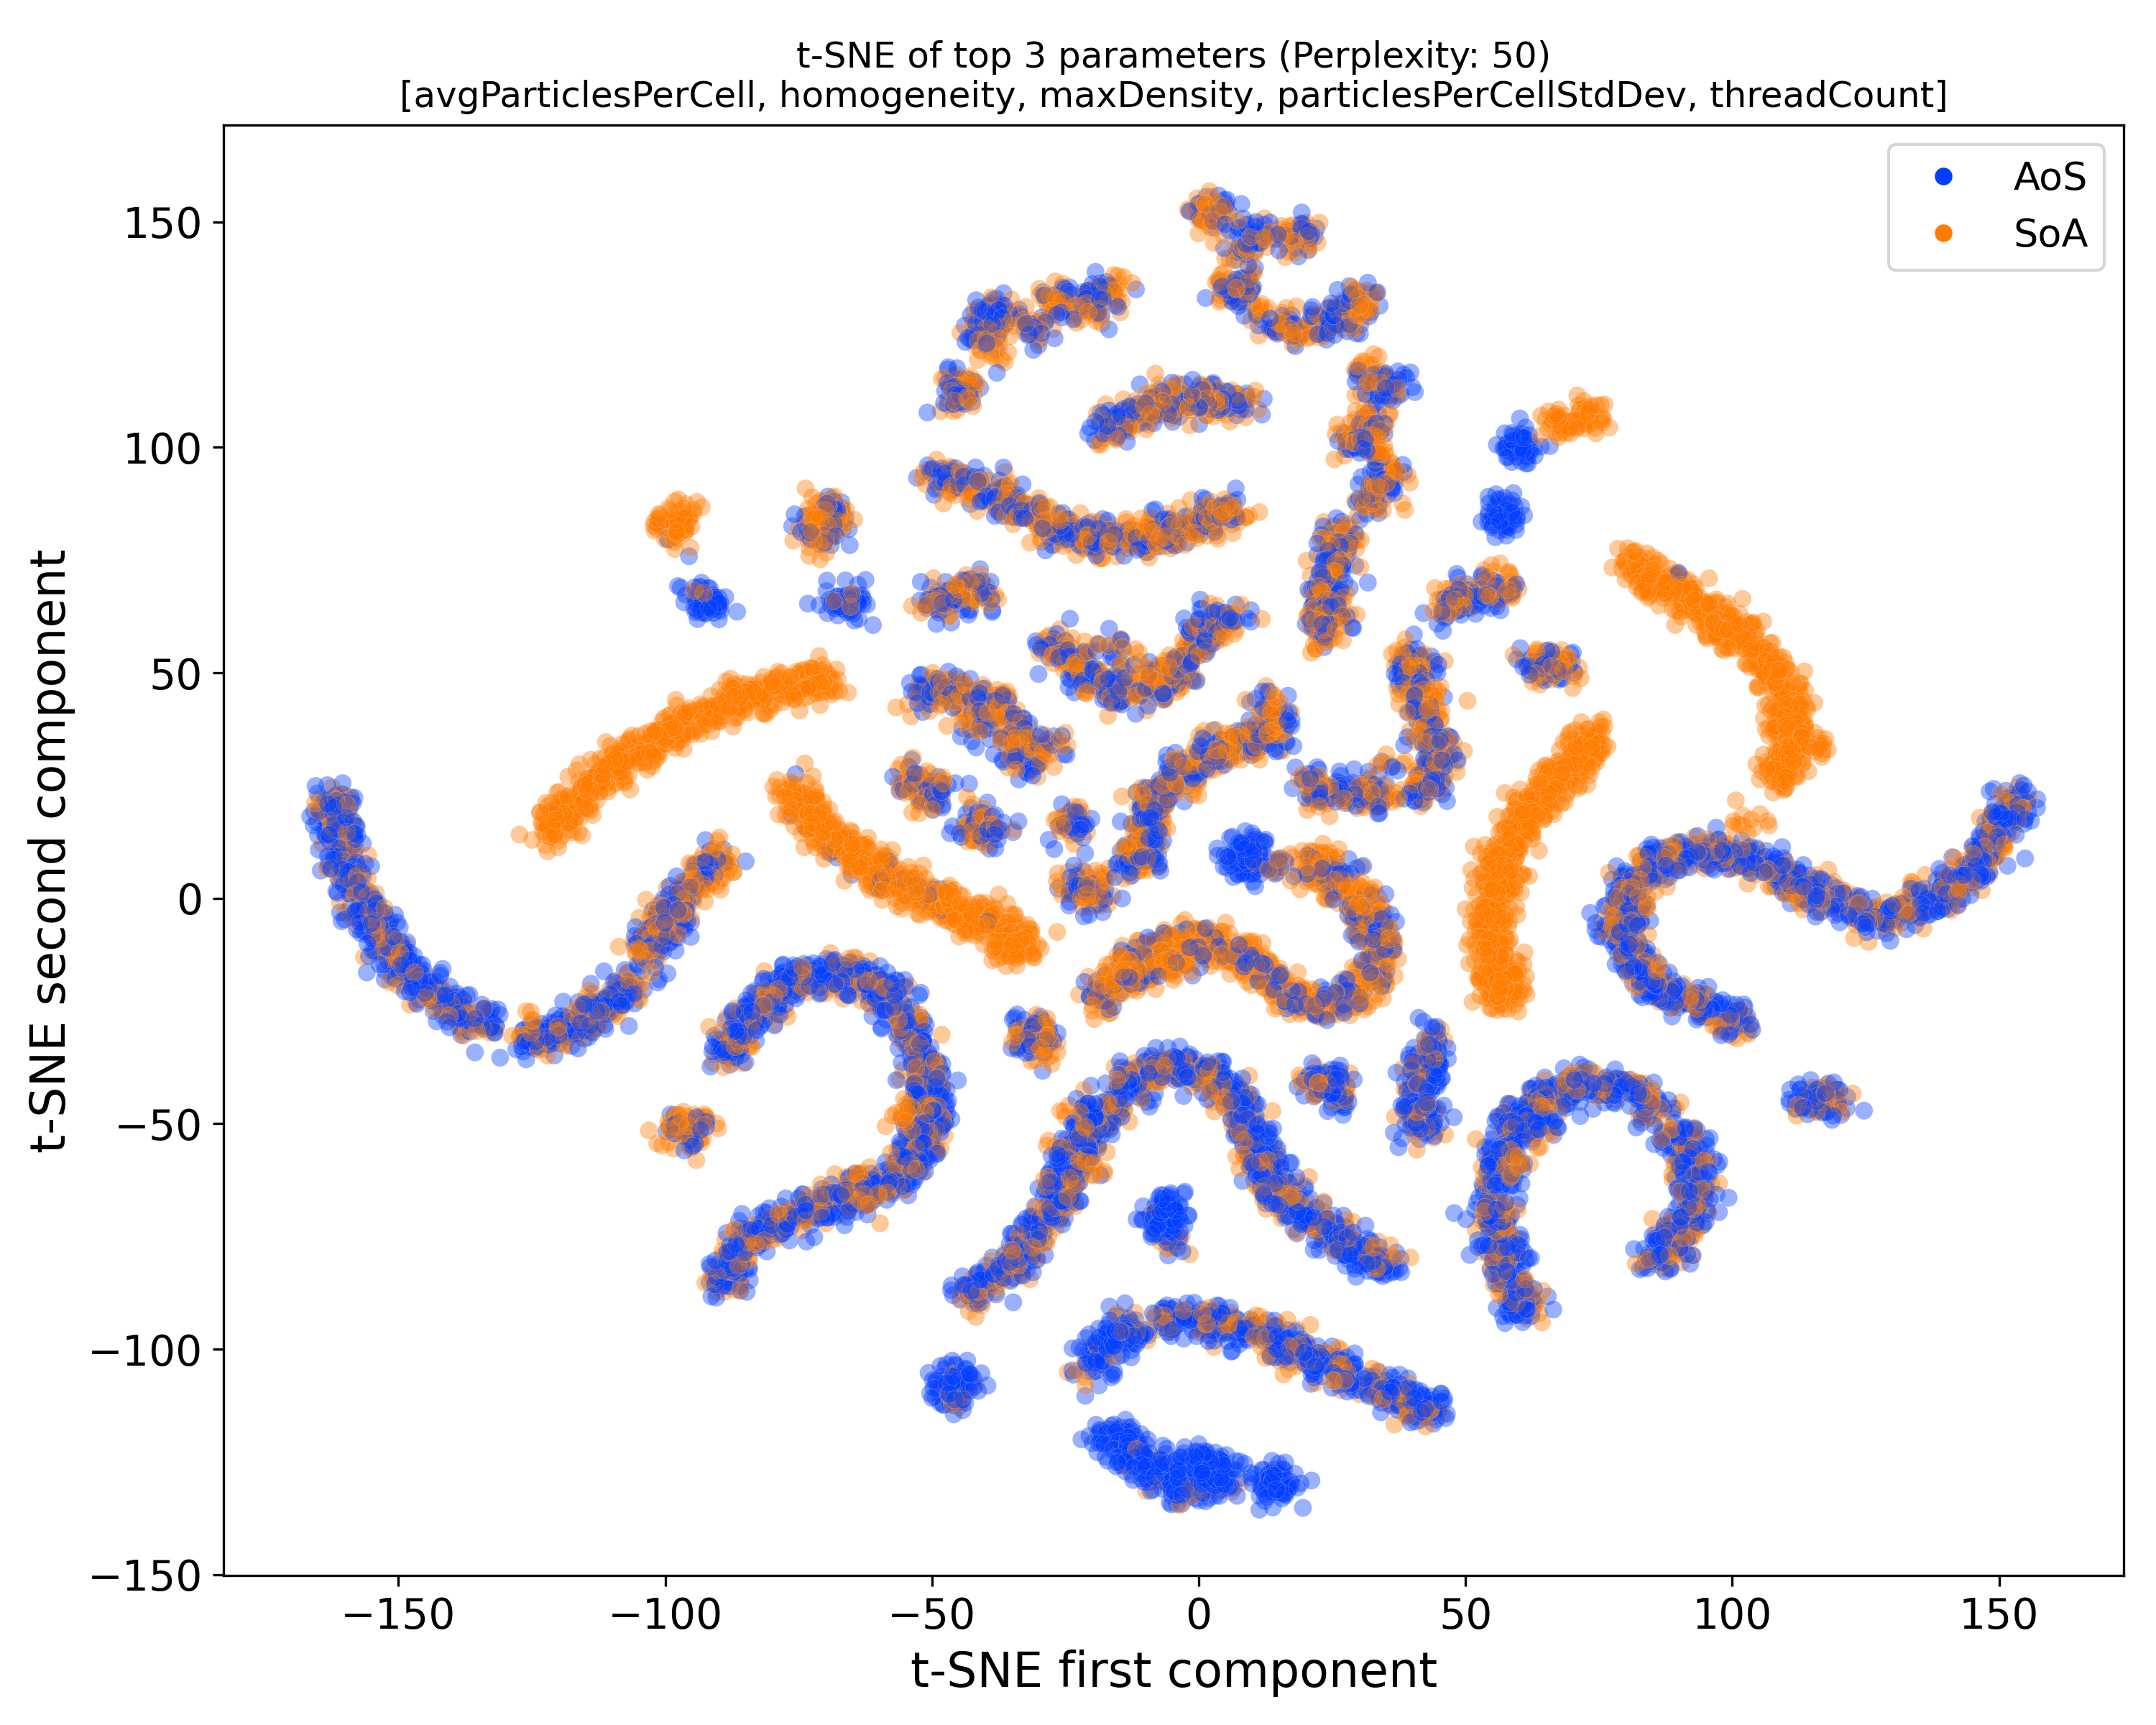 t-SNE of top 3 parameters (Perplexity: 50)
[avgParticlesPerCell, homogeneity, maxDensity, particlesPerCellStdDev, threadCount]
AoS
SoA
150
100
50
0
−50
−100
−150
t-SNE second component
−150
−100
−50
0
50
100
150
t-SNE first component